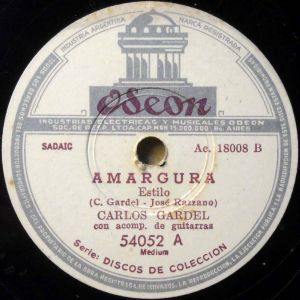 INDUSTRIA ARGENTINA
MARCA REGISTRADA
Odeon
INDUSTRIAS ELECTRICAS Y MUSICALES ODEON
SOC. DE RESP. LTDA. CAP. M$N 15.000.000 BS. AIRES
SADAIC
Ac. 18008 B
AMARGURA
Estilo
(C. Gardel - José Razzano)
CARLOS GARDEL
con acomp. de guitarras
54052 A
Medium
Serie: DISCOS DE COLECCION